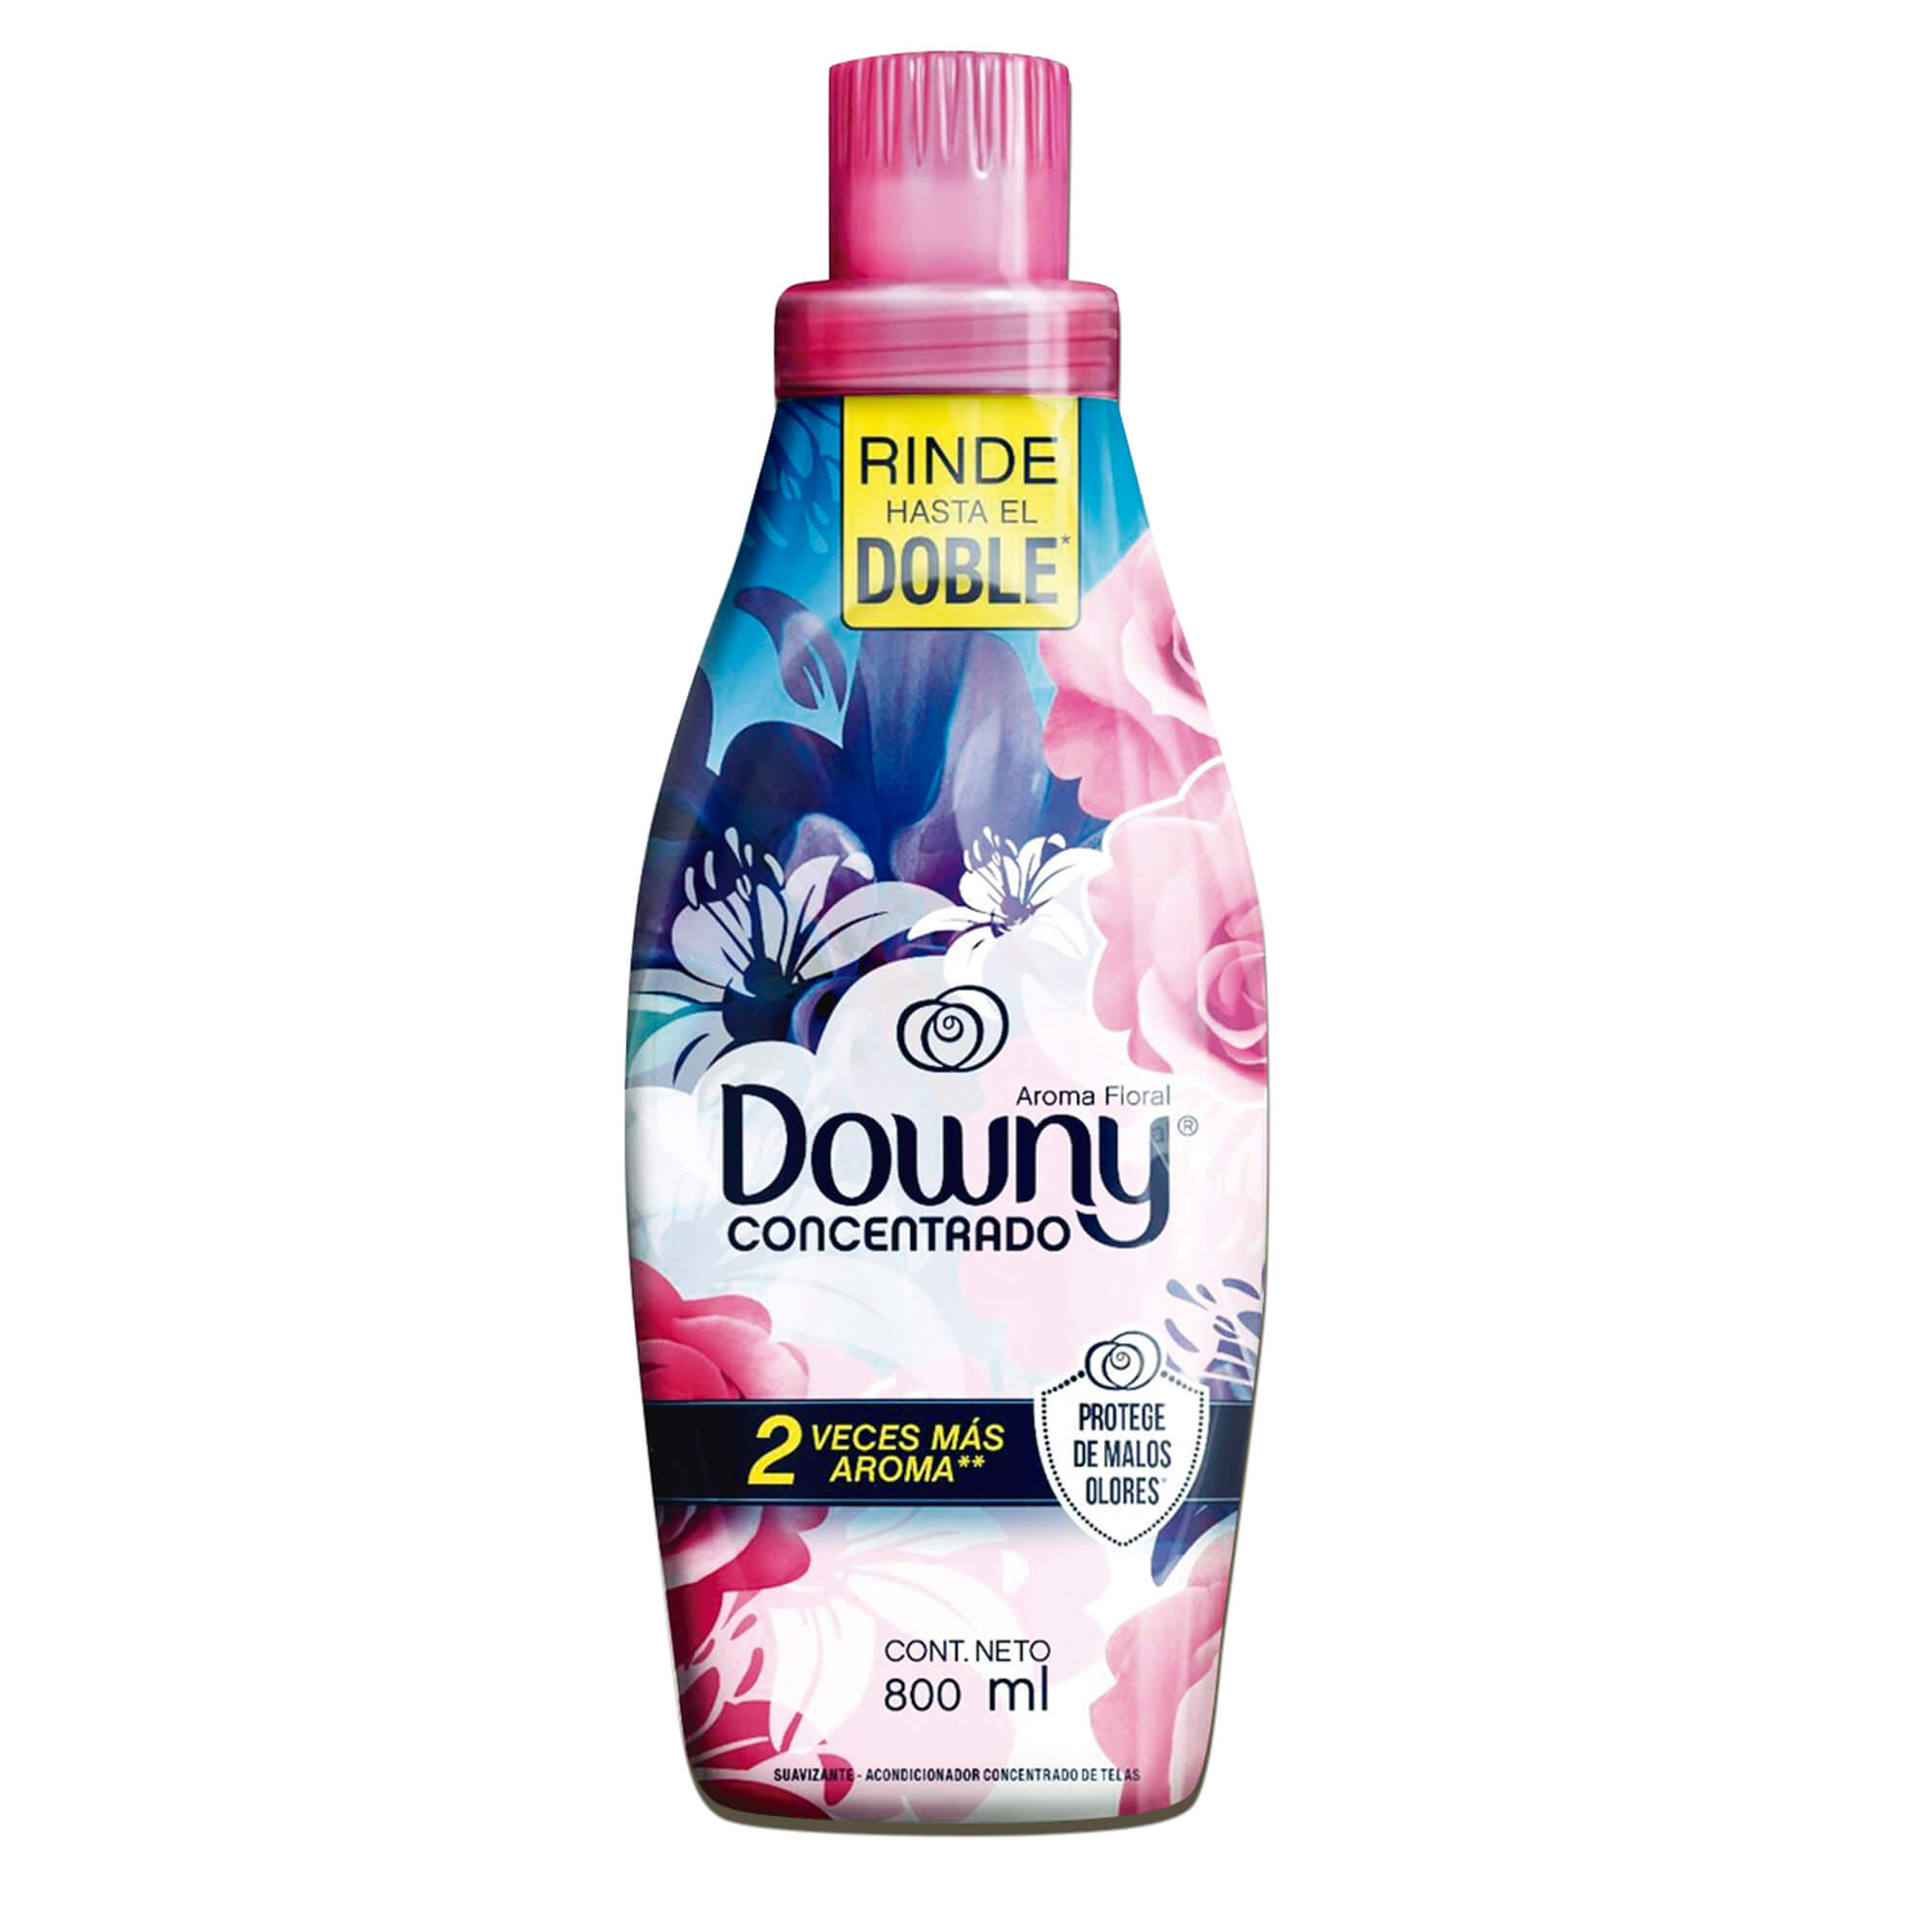 RINDE
HASTA EL
DOBLE*
Aroma Floral
Downy®
CONCENTRADO
2 VECES MÁS
AROMA**
PROTEGE
DE MALOS
OLORES*
CONT. NETO
800 ml
SUAVIZANTE - ACONDICIONADOR CONCENTRADO DE TELAS